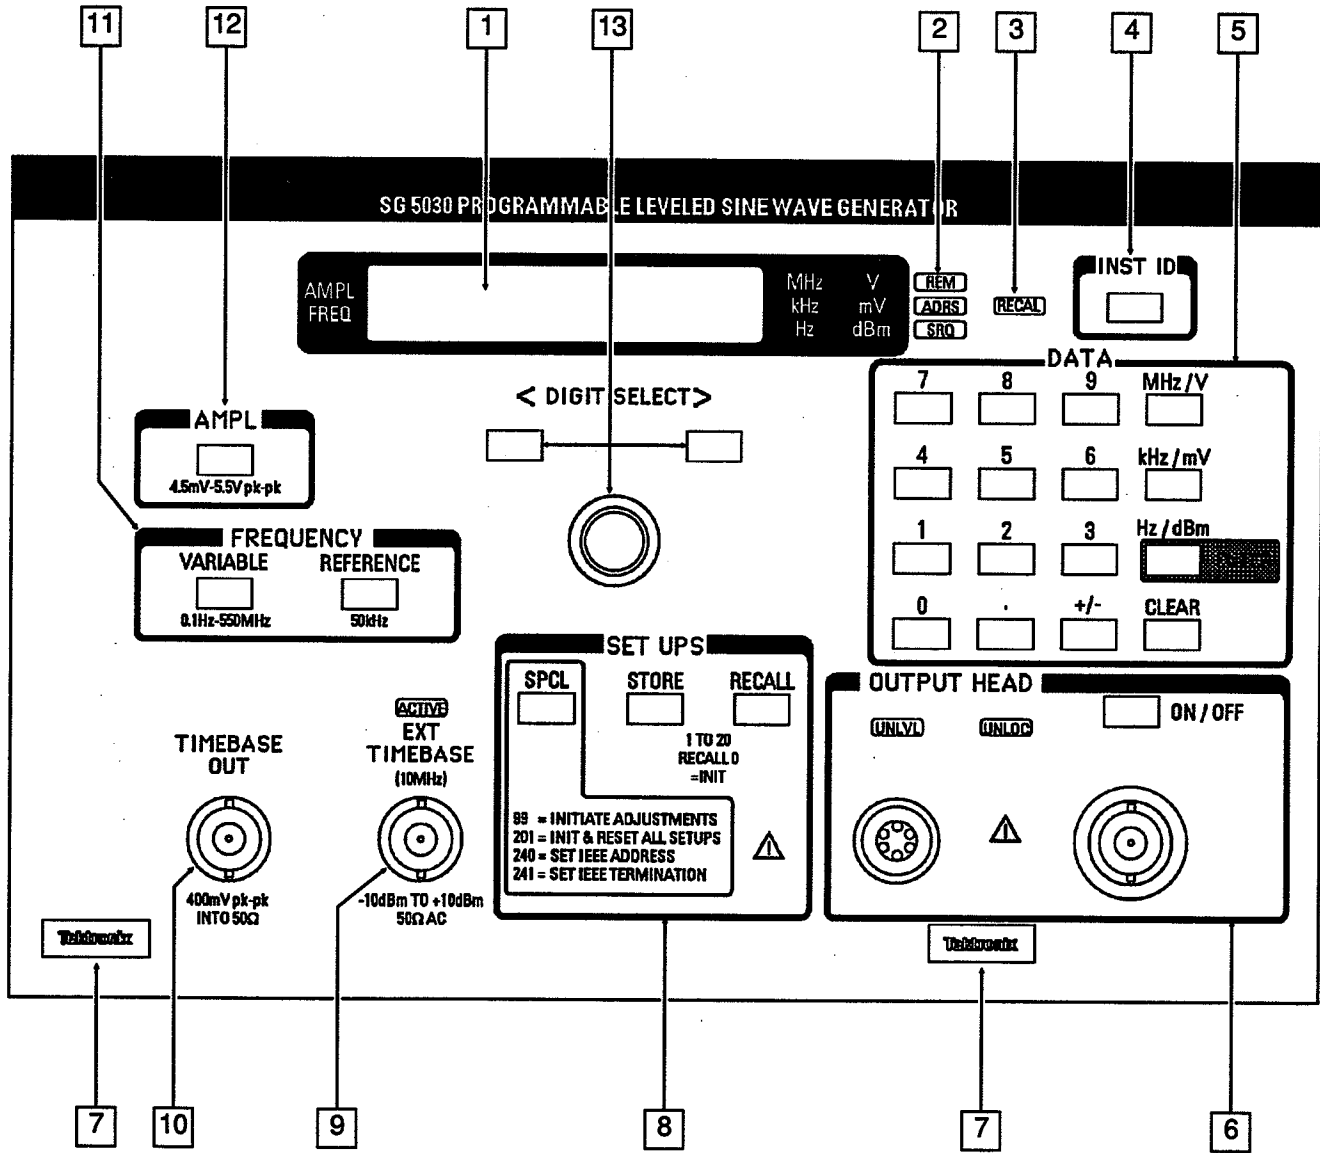 11 12 1 13 2 3 4 5
SG 5030 PROGRAMMABLE LEVELED SINE WAVE GENERATOR
AMPL
FREQ
MHz V
kHz mV
Hz dBm
REM
ADRS
SRQ
RECAL
INST ID
DATA
7 8 9 MHz/V
4 5 6 kHz/mV
1 2 3 Hz/dBm
0 . +/- CLEAR
< DIGIT SELECT >
AMPL
4.5mV-5.5V pk-pk
FREQUENCY
VARIABLE REFERENCE
0.1Hz-550MHz 50kHz
SET UPS
SPCL STORE RECALL
1 TO 20
RECALL 0
=INIT
99 = INITIATE ADJUSTMENTS
201 = INIT & RESET ALL SETUPS
240 = SET IEEE ADDRESS
241 = SET IEEE TERMINATION
OUTPUT HEAD
UNLVL UNLOC ON / OFF
TIMEBASE
OUT
400mV pk-pk
INTO 50Ω
ACTIVE
EXT
TIMEBASE
(10MHz)
-10dBm TO +10dBm
50Ω AC
Tektronix
Tektronix
7 10 9 8 7 6